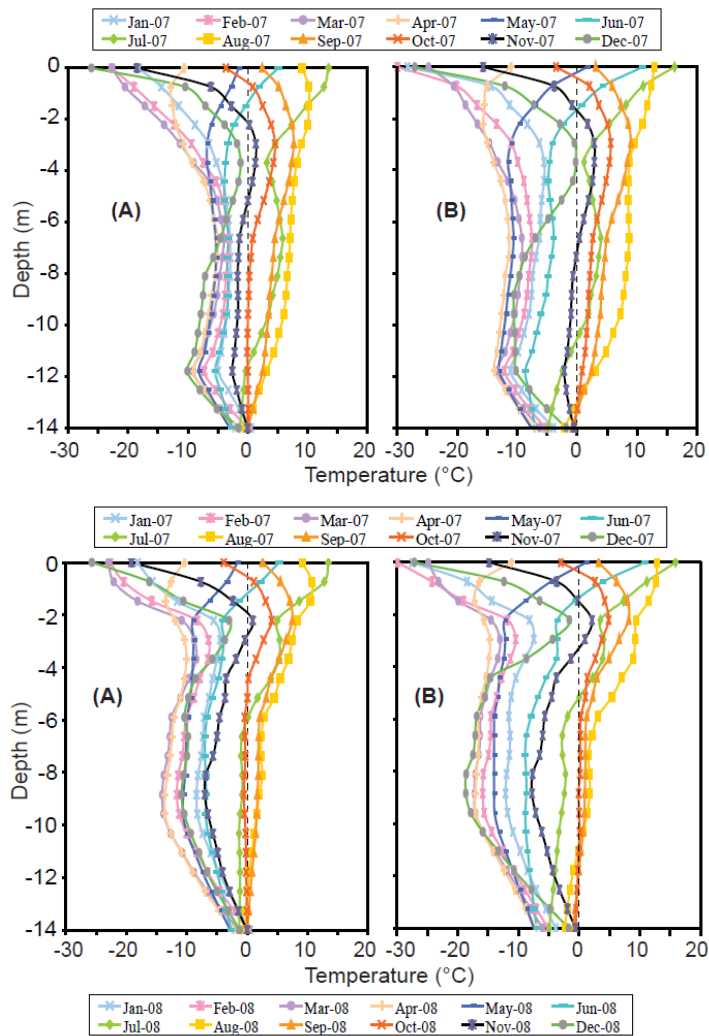 Jan-07 Feb-07 Mar-07 Apr-07 May-07 Jun-07
Jul-07 Aug-07 Sep-07 Oct-07 Nov-07 Dec-07
0
-2
-4
-6
-8
-10
-12
-14
Depth (m)
(A)
(B)
-30 -20 -10 0 10 20 -30 -20 -10 0 10 20
Temperature (°C)
Jan-07 Feb-07 Mar-07 Apr-07 May-07 Jun-07
Jul-07 Aug-07 Sep-07 Oct-07 Nov-07 Dec-07
0
-2
-4
-6
-8
-10
-12
-14
Depth (m)
(A)
(B)
-30 -20 -10 0 10 20 -30 -20 -10 0 10 20
Temperature (°C)
Jan-08 Feb-08 Mar-08 Apr-08 May-08 Jun-08
Jul-08 Aug-08 Sep-08 Oct-08 Nov-08 Dec-08